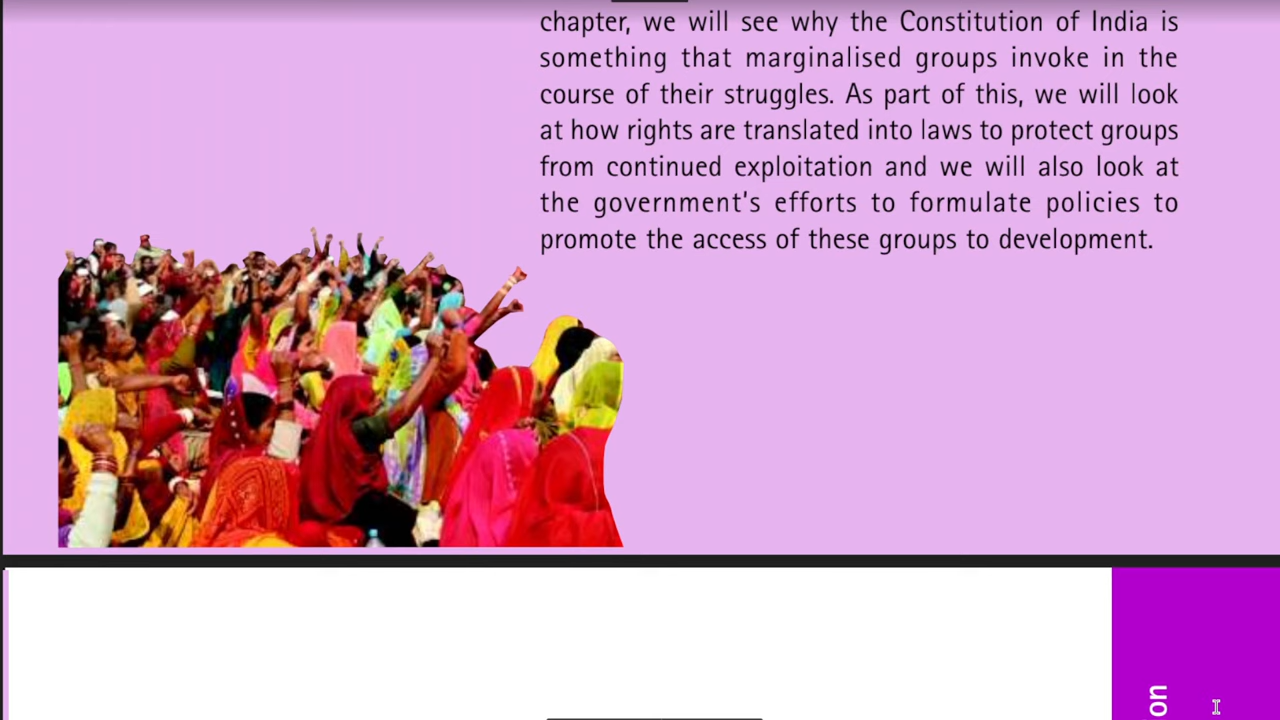 chapter, we will see why the Constitution of India is
something that marginalised groups invoke in the
course of their struggles. As part of this, we will look
at how rights are translated into laws to protect groups
from continued exploitation and we will also look at
the government's efforts to formulate policies to
promote the access of these groups to development.